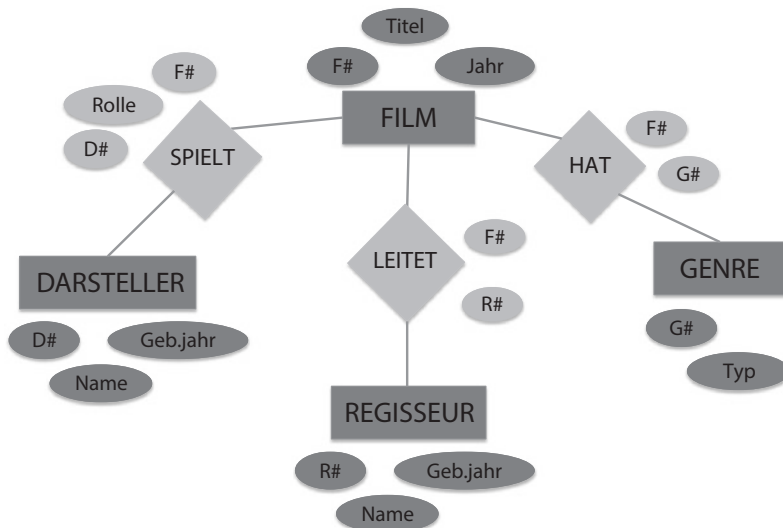 Titel
F#
Jahr
FILM
F#
Rolle
D#
SPIELT
F#
G#
HAT
DARSTELLER
D#
Geb.jahr
Name
LEITET
F#
R#
GENRE
G#
Typ
REGISSEUR
R#
Geb.jahr
Name